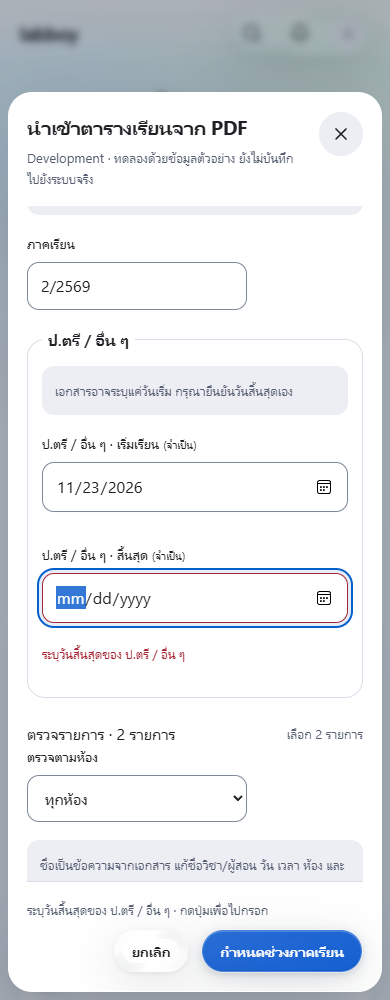 labboy
นำเข้าตารางเรียนจาก PDF
Development · ทดลองด้วยข้อมูลตัวอย่าง ยังไม่บันทึก
ไปยังระบบจริง
ภาคเรียน
2/2569
ป.ตรี / อื่น ๆ
เอกสารอาจระบุแค่วันเริ่ม กรุณายืนยันวันสิ้นสุดเอง
ป.ตรี / อื่น ๆ · เริ่มเรียน (จำเป็น)
11/23/2026
ป.ตรี / อื่น ๆ · สิ้นสุด (จำเป็น)
mm/dd/yyyy
ระบุวันสิ้นสุดของ ป.ตรี / อื่น ๆ
ตรวจรายการ · 2 รายการ
เลือก 2 รายการ
ตรวจตามห้อง
ทุกห้อง
ชื่อเป็นข้อความจากเอกสาร แก้ชื่อวิชา/ผู้สอน วัน เวลา ห้อง และ
ระบุวันสิ้นสุดของ ป.ตรี / อื่น ๆ · กดปุ่มเพื่อไปกรอก
ยกเลิก
กำหนดช่วงภาคเรียน